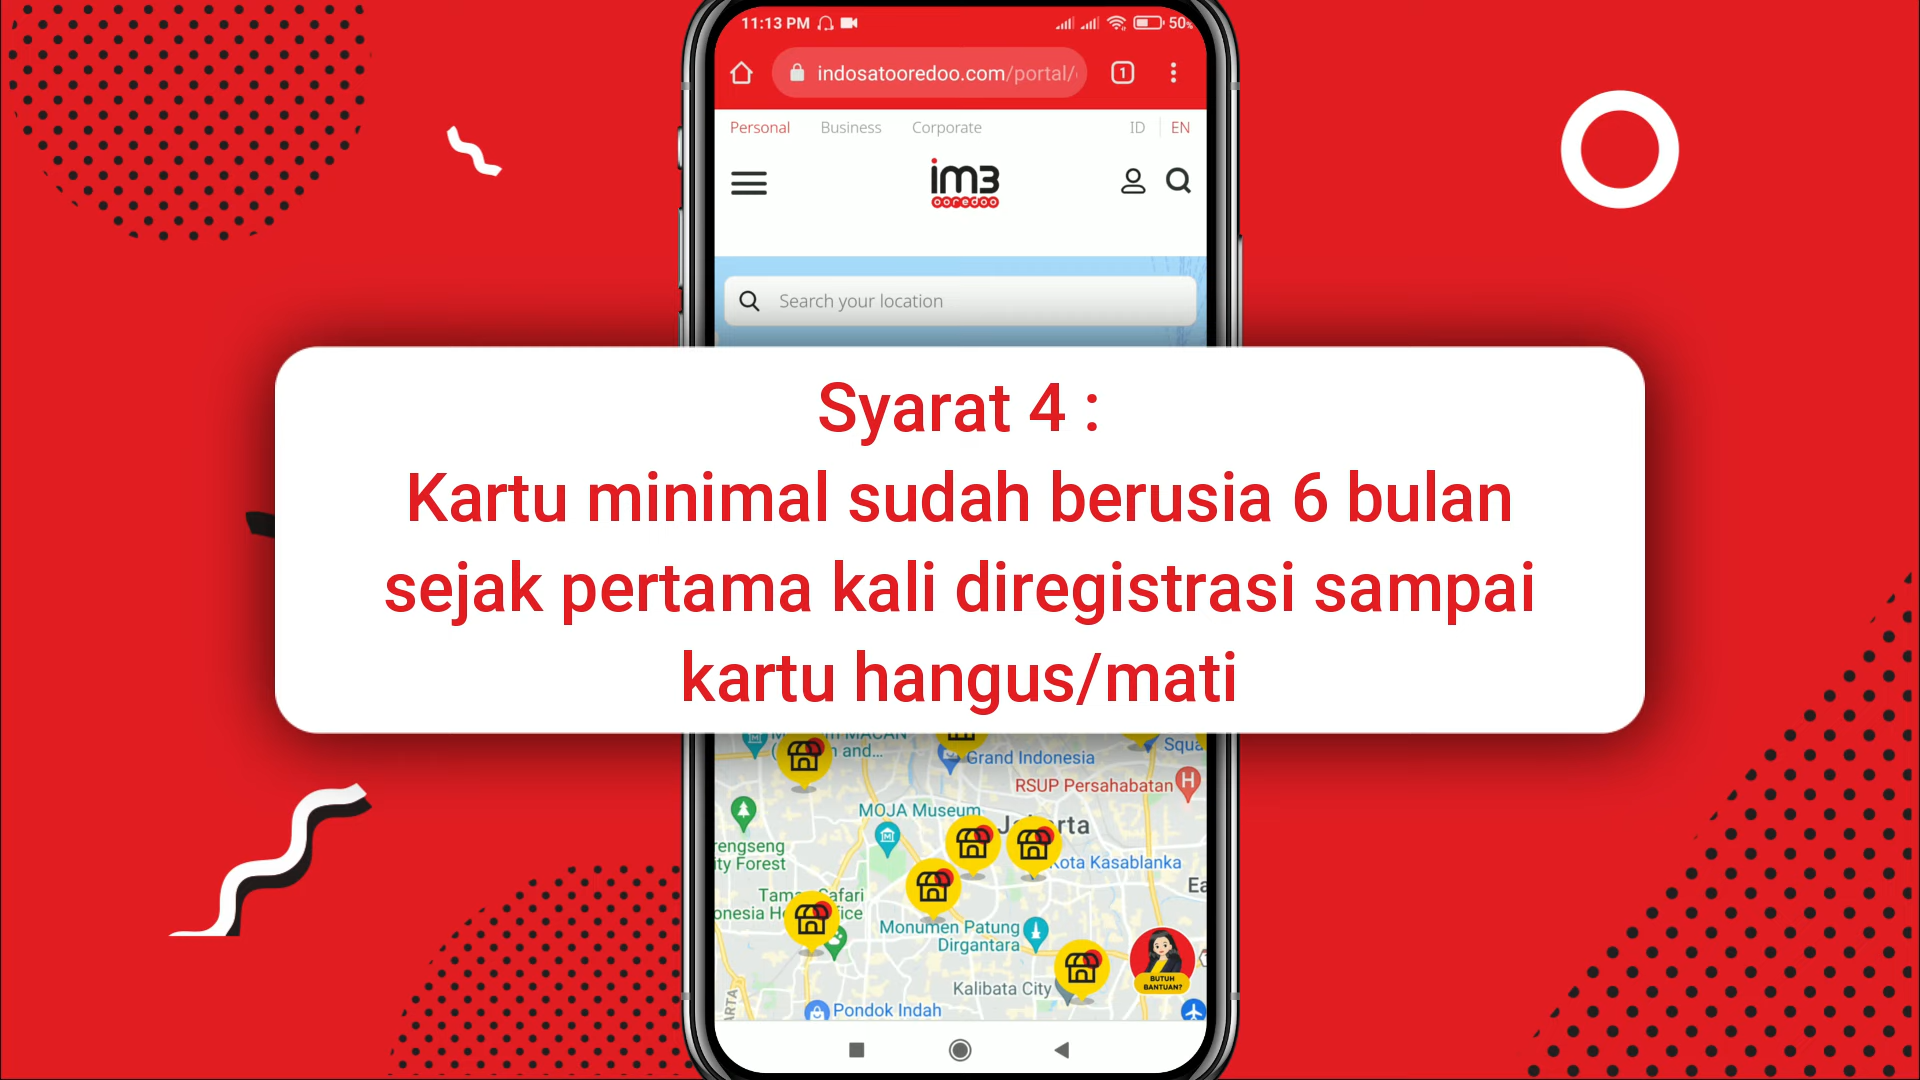 11:13 PM
50%
indosatooredoo.com/portal/
1
Personal Business Corporate ID EN
im3
ooredoo
Search your location
Syarat 4 :
Kartu minimal sudah berusia 6 bulan
sejak pertama kali diregistrasi sampai
kartu hangus/mati
Grand Indonesia
RSUP Persahabatan
H
MOJA Museum
Kota Kasablanka
Monumen Patung
Dirgantara
Kalibata City
Pondok Indah
BUTUH
BANTUAN?